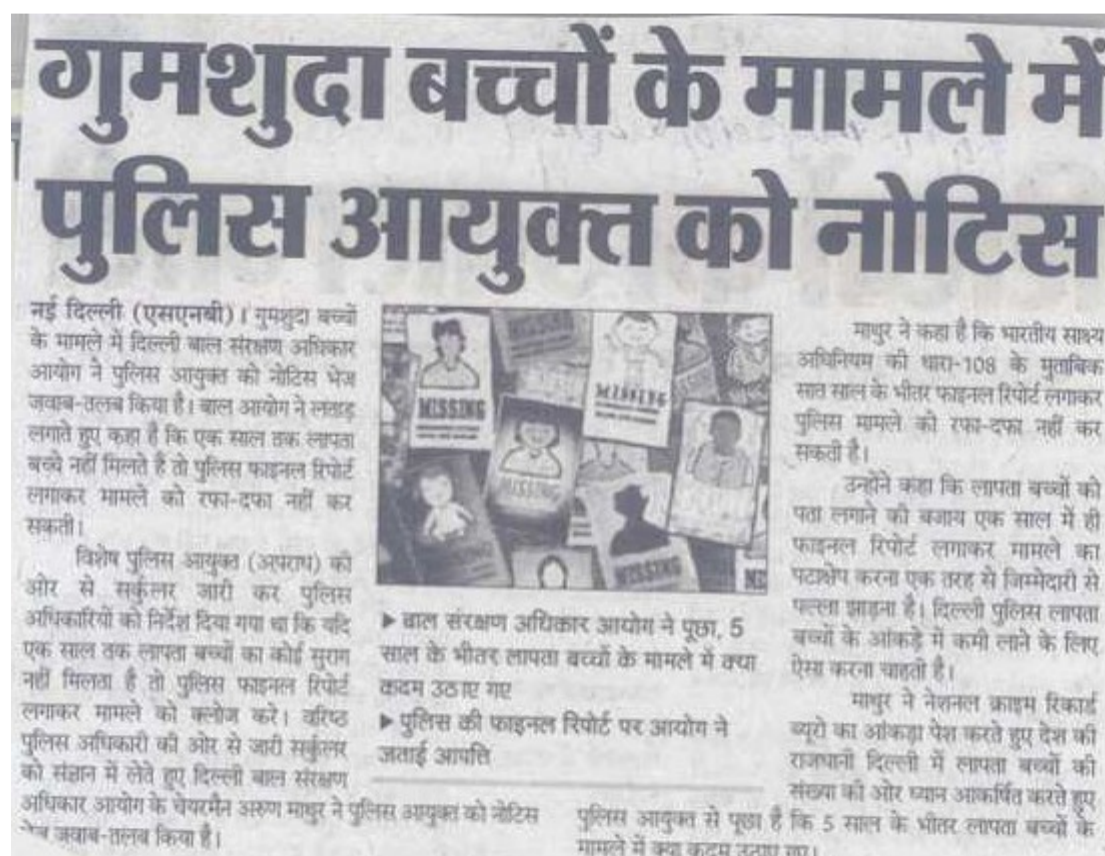 गुमशुदा बच्चों के मामले में
पुलिस आयुक्त को नोटिस
नई दिल्ली (एसएनबी)। गुमशुदा बच्चों
के मामले में दिल्ली बाल संरक्षण अधिकार
आयोग ने पुलिस आयुक्त को नोटिस भेज
जवाब-तलब किया है। बाल आयोग ने लताड़
लगाते हुए कहा है कि एक साल तक लापता
बच्चे नहीं मिलते है तो पुलिस फाइनल रिपोर्ट
लगाकर मामले को रफा-दफा नहीं कर
सकती।
विशेष पुलिस आयुक्त (अपराध) की
ओर से सर्कुलर जारी कर पुलिस
अधिकारियों को निर्देश दिया गया था कि यदि
एक साल तक लापता बच्चों का कोई सुराग
नहीं मिलता है तो पुलिस फाइनल रिपोर्ट
लगाकर मामले को क्लोज करे। वरिष्ठ
पुलिस अधिकारी की ओर से जारी सर्कुलर
को संज्ञान में लेते हुए दिल्ली बाल संरक्षण
अधिकार आयोग के चेयरमैन अरुण माथुर ने पुलिस आयुक्त को नोटिस
जवाब-तलब किया है।
MISSING
MISSING
MISSING
MISSING
MISSING
▶ बाल संरक्षण अधिकार आयोग ने पूछा, 5
साल के भीतर लापता बच्चों के मामले में क्या
कदम उठाए गए
▶ पुलिस की फाइनल रिपोर्ट पर आयोग ने
जताई आपत्ति
माथुर ने कहा है कि भारतीय साक्ष्य
अधिनियम की धारा-108 के मुताबिक
सात साल के भीतर फाइनल रिपोर्ट लगाकर
पुलिस मामले को रफा-दफा नहीं कर
सकती है।
उन्होंने कहा कि लापता बच्चों को
पता लगाने की बजाय एक साल में ही
फाइनल रिपोर्ट लगाकर मामले का
पटाक्षेप करना एक तरह से जिम्मेदारी से
पल्ला झाड़ना है। दिल्ली पुलिस लापता
बच्चों के आंकड़े में कमी लाने के लिए
ऐसा करना चाहती है।
माथुर ने नेशनल क्राइम रिकार्ड
ब्यूरो का आंकड़ा पेश करते हुए देश की
राजधानी दिल्ली में लापता बच्चों की
संख्या की ओर ध्यान आकर्षित करते हुए
पुलिस आयुक्त से पूछा है कि 5 साल के भीतर लापता बच्चों के
मामले में क्या कदम उठाए गए।